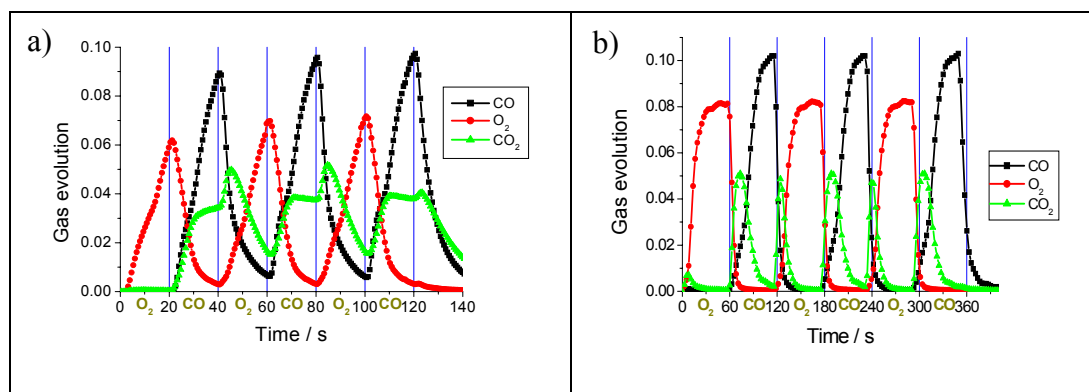 a)
Gas evolution
0.10
0.08
0.06
0.04
0.02
0.00
CO
O₂
CO₂
0 20 40 60 80 100 120 140
O₂ CO O₂ CO O₂ CO
Time / s
b)
Gas evolution
0.10
0.08
0.06
0.04
0.02
0.00
CO
O₂
CO₂
0 60 120 180 240 300 360
O₂ CO O₂ CO O₂ CO
Time / s